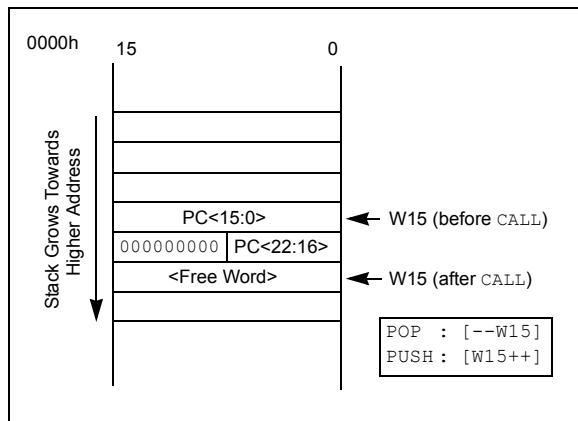 0000h
15 0
Stack Grows Towards
Higher Address
PC<15:0>
W15 (before CALL)
000000000 PC<22:16>
<Free Word>
W15 (after CALL)
POP : [--W15]
PUSH : [W15++]